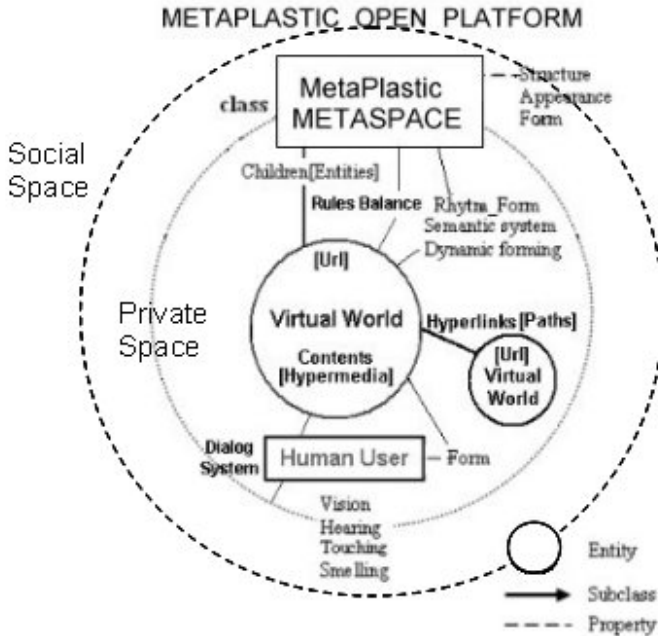 METAPLASTIC OPEN PLATFORM
MetaPlastic
METASPACE
class
Structure
Appearance
Form
Social
Space
Children[Entities]
Rules Balance
Rhytm_Form
Semantic system
Dynamic forming
[Url]
Virtual World
Contents
[Hypermedia]
Private
Space
Hyperlinks[Paths]
[Url]
Virtual
World
Dialog
System
Human User
Form
Vision
Hearing
Touching
Smelling
Entity
Subclass
Property